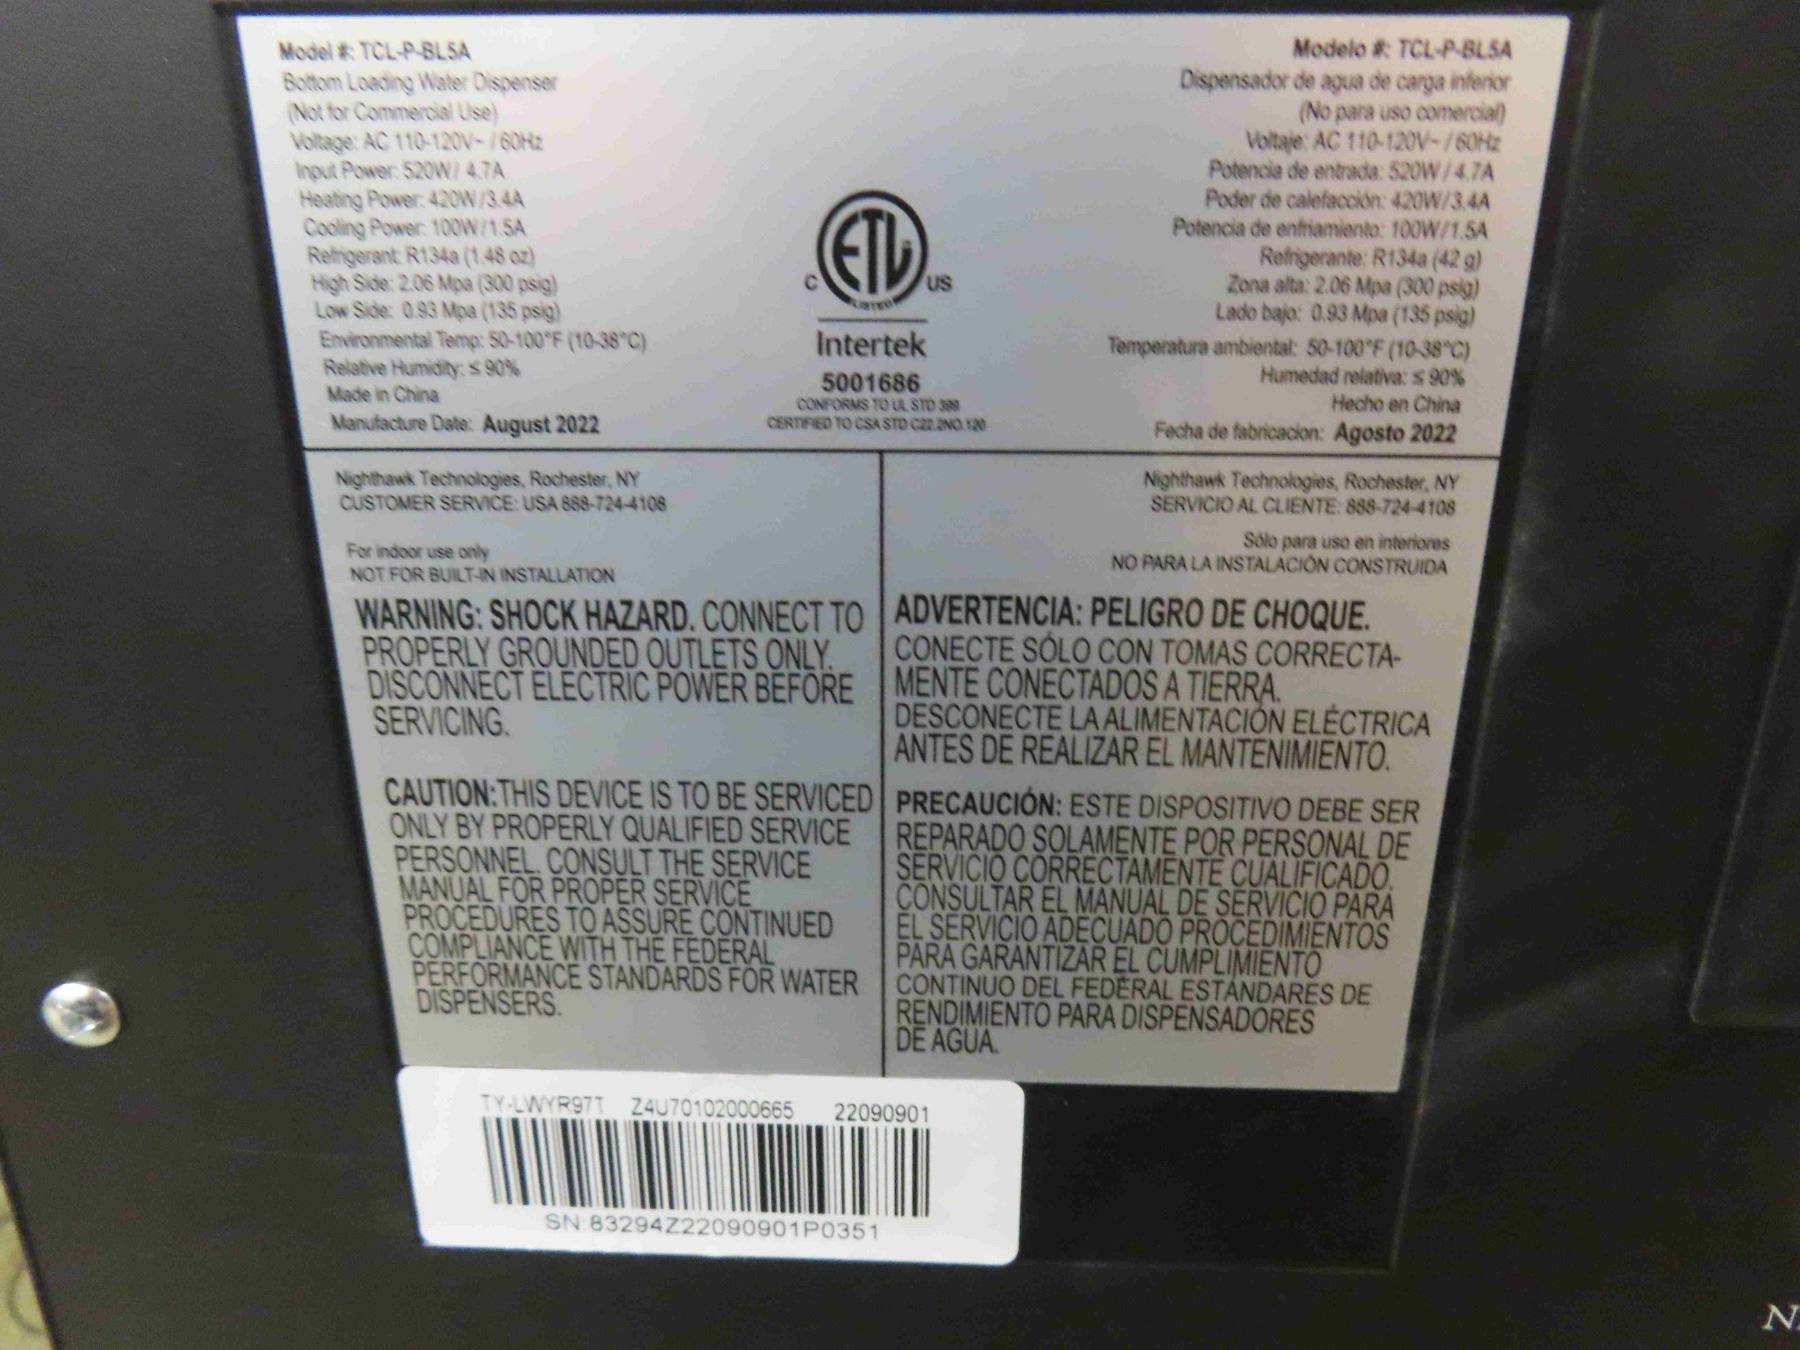 Model #: TCL-P-BL5A
Bottom Loading Water Dispenser
(Not for Commercial Use)
Voltage: AC 110-120V~ / 60Hz
Input Power: 520W/ 4.7A
Heating Power: 420W/3.4A
Cooling Power: 100W/1.5A
Refrigerant: R134a (1.48 oz)
High Side: 2.06 Mpa (300 psig)
Low Side: 0.93 Mpa (135 psig)
Environmental Temp: 50-100°F (10-38°C)
Relative Humidity: ≤ 90%
Made in China
Manufacture Date: August 2022
ETL
LISTED
C US
Intertek
5001686
CONFORMS TO UL STD 399
CERTIFIED TO CSA STD C22.2NO.120
Modelo #: TCL-P-BL5A
Dispensador de agua de carga inferior
(No para uso comercial)
Voltaje: AC 110-120V~ / 60Hz
Potencia de entrada: 520W / 4.7A
Poder de calefacción: 420W/3.4A
Potencia de enfriamiento: 100W/1.5A
Refrigerante: R134a (42 g)
Zona alta: 2.06 Mpa (300 psig)
Lado bajo: 0.93 Mpa (135 psig)
Temperatura ambiental: 50-100°F (10-38°C)
Humedad relativa: ≤ 90%
Hecho en China
Fecha de fabricacion: Agosto 2022
Nighthawk Technologies, Rochester, NY
CUSTOMER SERVICE: USA 888-724-4108
For indoor use only
NOT FOR BUILT-IN INSTALLATION
WARNING: SHOCK HAZARD. CONNECT TO
PROPERLY GROUNDED OUTLETS ONLY.
DISCONNECT ELECTRIC POWER BEFORE
SERVICING.
CAUTION:THIS DEVICE IS TO BE SERVICED
ONLY BY PROPERLY QUALIFIED SERVICE
PERSONNEL. CONSULT THE SERVICE
MANUAL FOR PROPER SERVICE
PROCEDURES TO ASSURE CONTINUED
COMPLIANCE WITH THE FEDERAL
PERFORMANCE STANDARDS FOR WATER
DISPENSERS.
Nighthawk Technologies, Rochester, NY
SERVICIO AL CLIENTE: 888-724-4108
Sólo para uso en interiores
NO PARA LA INSTALACIÓN CONSTRUIDA
ADVERTENCIA: PELIGRO DE CHOQUE.
CONECTE SÓLO CON TOMAS CORRECTA-
MENTE CONECTADOS A TIERRA.
DESCONECTE LA ALIMENTACIÓN ELÉCTRICA
ANTES DE REALIZAR EL MANTENIMIENTO.
PRECAUCIÓN: ESTE DISPOSITIVO DEBE SER
REPARADO SOLAMENTE POR PERSONAL DE
SERVICIO CORRECTAMENTE CUALIFICADO.
CONSULTAR EL MANUAL DE SERVICIO PARA
EL SERVICIO ADECUADO PROCEDIMIENTOS
PARA GARANTIZAR EL CUMPLIMIENTO
CONTINUO DEL FEDERAL ESTÁNDARES DE
RENDIMIENTO PARA DISPENSADORES
DE AGUA.
TY-LWYR97T Z4U70102000665 22090901
SN:83294Z22090901P0351